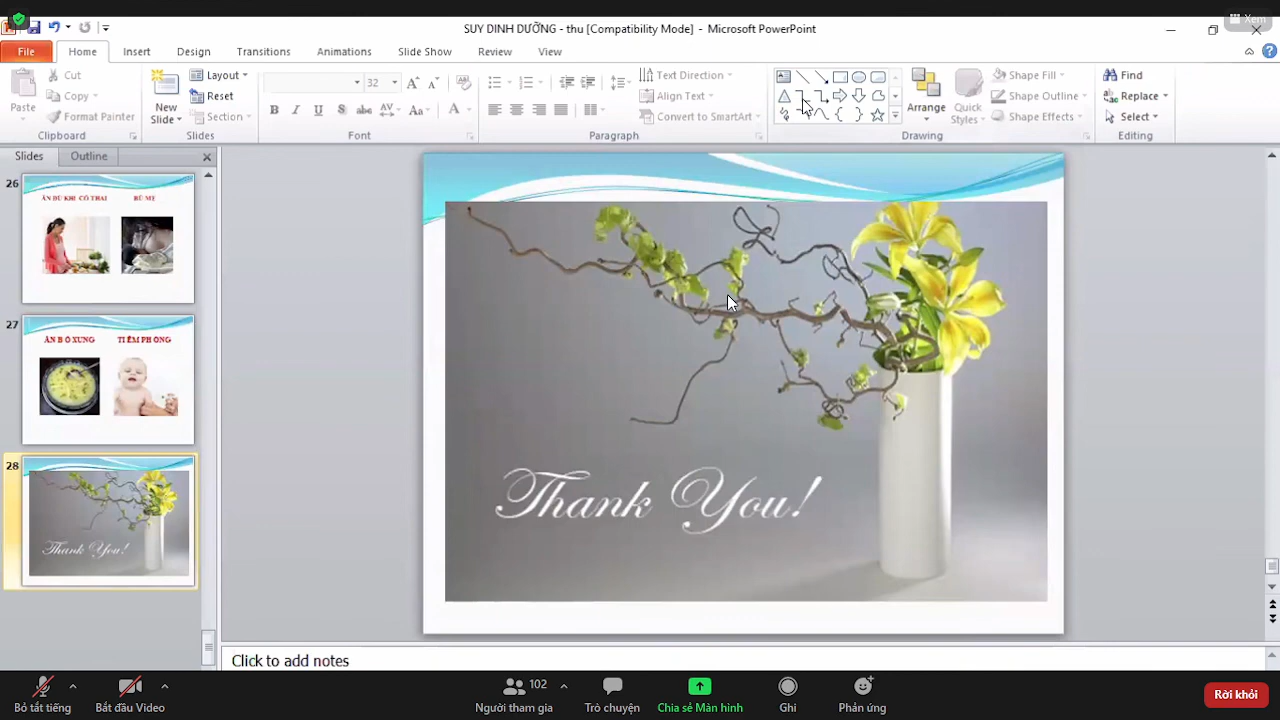 SUY DINH DƯỠNG - thu [Compatibility Mode] - Microsoft PowerPoint
Xem
File Home Insert Design Transitions Animations Slide Show Review View
Paste
Cut
Copy
Format Painter
Clipboard
New Slide
Layout
Reset
Section
Slides
32
B I U S abc AV Aa A
Font
Text Direction
Align Text
Convert to SmartArt
Paragraph
Arrange
Quick Styles
Shape Fill
Shape Outline
Shape Effects
Drawing
Find
Replace
Select
Editing
Slides Outline
26
ĂN ĐỦ KHI CÓ THAI BÚ MẸ
27
ĂN BỔ XUNG TIÊM PHÒNG
28
Thank You!
Thank You!
Click to add notes
Bỏ tắt tiếng
Bắt đầu Video
102
Người tham gia
Trò chuyện
Chia sẻ Màn hình
Ghi
Phản ứng
Rời khỏi